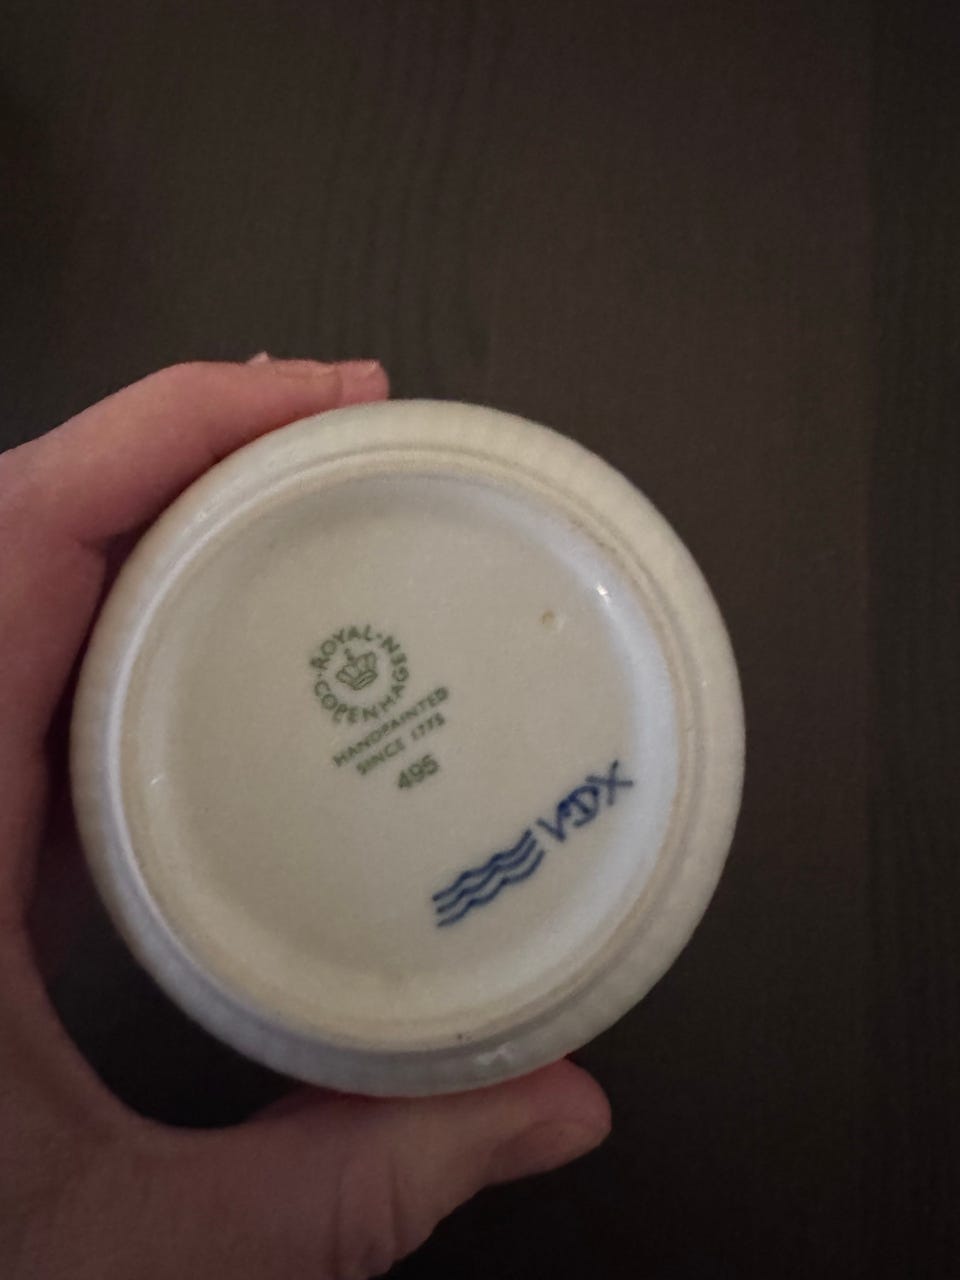 ROYAL COPENHAGEN
HANDPAINTED
SINCE 1775
495
VDX